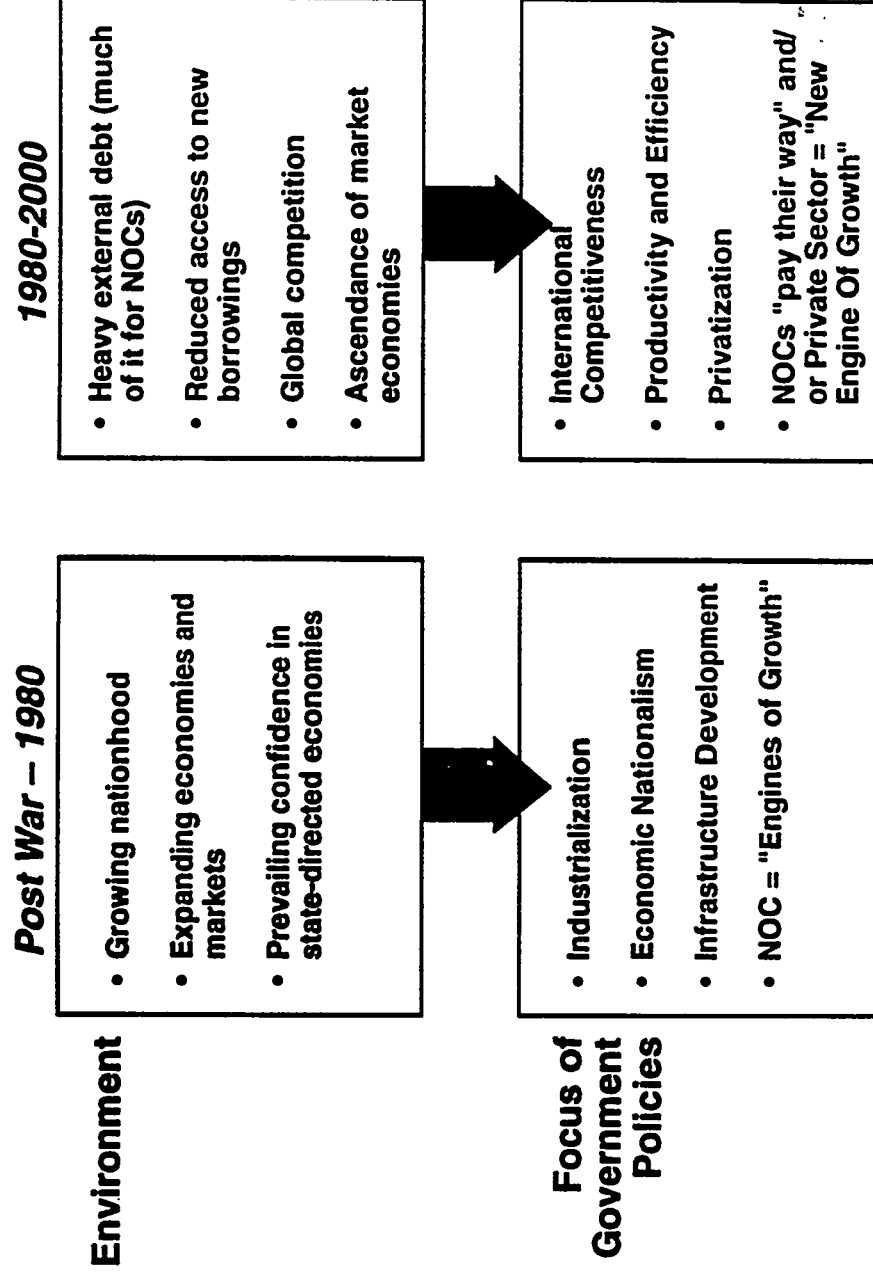 Post War – 1980
1980-2000
Environment
• Growing nationhood
• Expanding economies and
markets
• Prevailing confidence in
state-directed economies
• Heavy external debt (much
of it for NOCs)
• Reduced access to new
borrowings
• Global competition
• Ascendance of market
economies
Focus of
Government
Policies
• Industrialization
• Economic Nationalism
• Infrastructure Development
• NOC = "Engines of Growth"
• International
Competitiveness
• Productivity and Efficiency
• Privatization
• NOCs "pay their way" and/
or Private Sector = "New
Engine Of Growth"